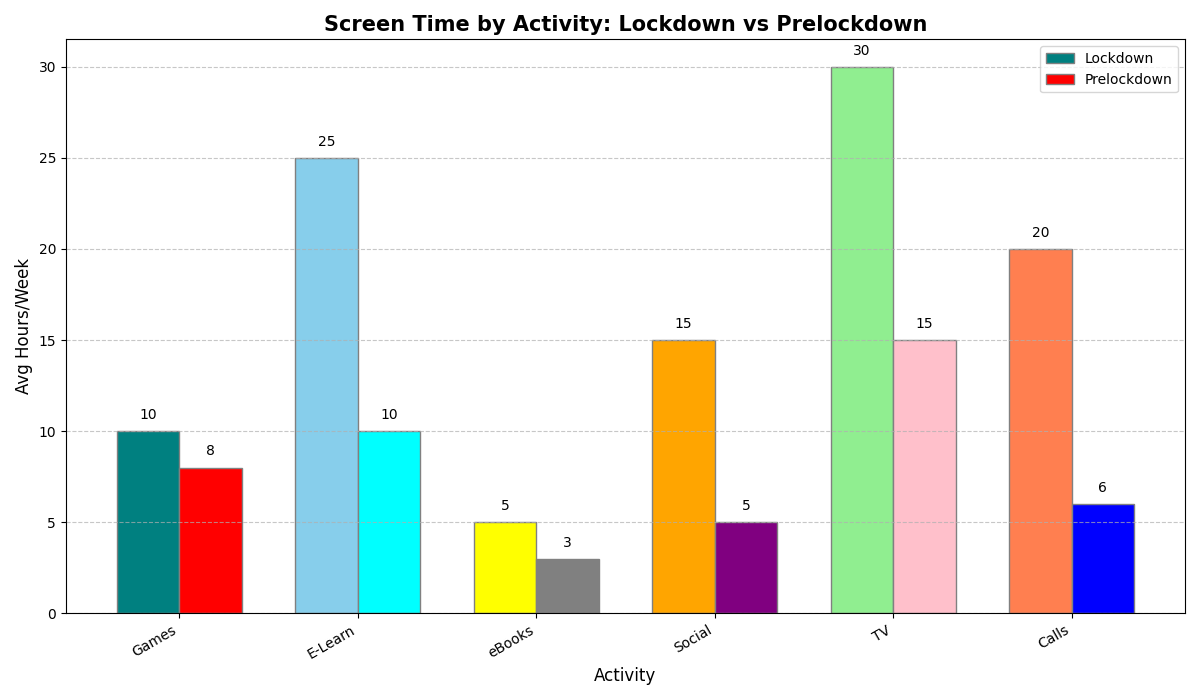 Screen Time by Activity: Lockdown vs Prelockdown
Lockdown
Prelockdown
Avg Hours/Week
30
25
20
15
10
5
0
10
8
25
10
5
3
15
5
30
15
20
6
Games
E-Learn
eBooks
Social
TV
Calls
Activity